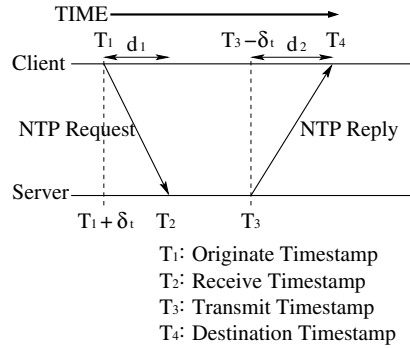 TIME
T1 d1 T3−δt d2 T4
Client
NTP Request NTP Reply
Server
T1+δt T2 T3
T1: Originate Timestamp
T2: Receive Timestamp
T3: Transmit Timestamp
T4: Destination Timestamp